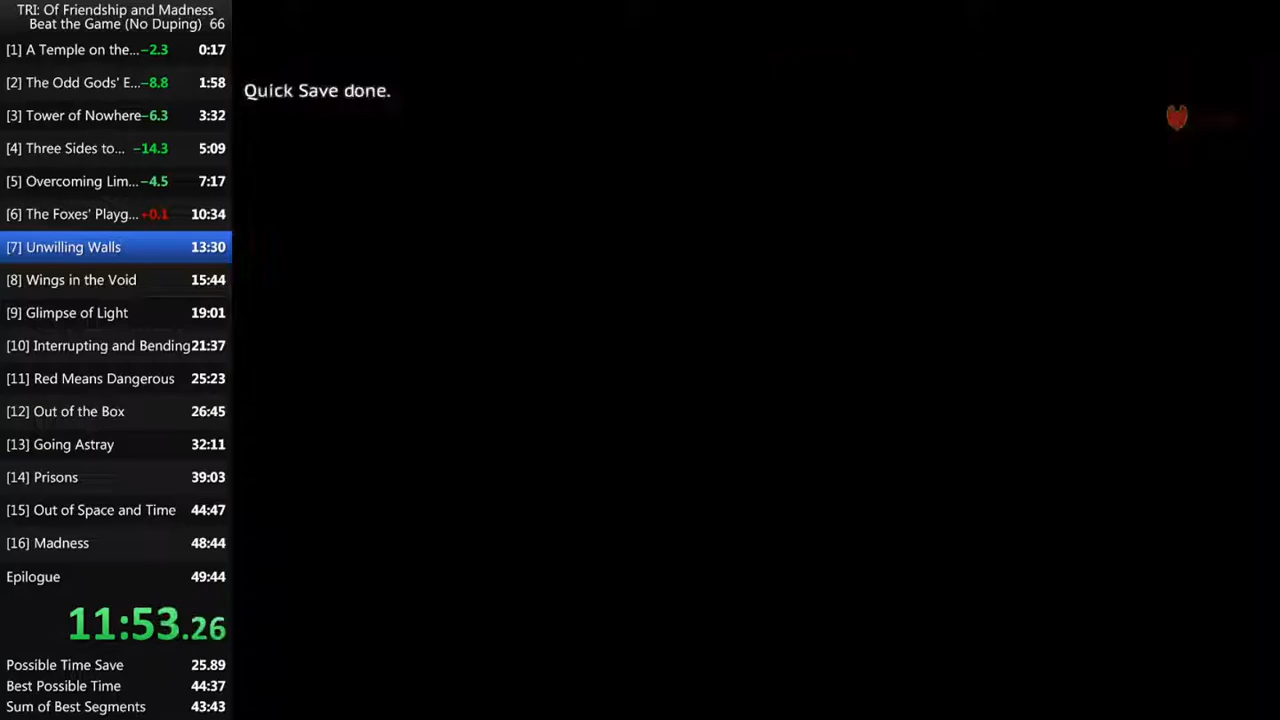 TRI: Of Friendship and Madness
Beat the Game (No Duping) 66
[1] A Temple on the... −2.3 0:17
[2] The Odd Gods' E... −8.8 1:58
[3] Tower of Nowhere −6.3 3:32
[4] Three Sides to... −14.3 5:09
[5] Overcoming Lim... −4.5 7:17
[6] The Foxes' Playg... +0.1 10:34
[7] Unwilling Walls 13:30
[8] Wings in the Void 15:44
[9] Glimpse of Light 19:01
[10] Interrupting and Bending 21:37
[11] Red Means Dangerous 25:23
[12] Out of the Box 26:45
[13] Going Astray 32:11
[14] Prisons 39:03
[15] Out of Space and Time 44:47
[16] Madness 48:44
Epilogue 49:44
11:53.26
Possible Time Save 25.89
Best Possible Time 44:37
Sum of Best Segments 43:43
Quick Save done.